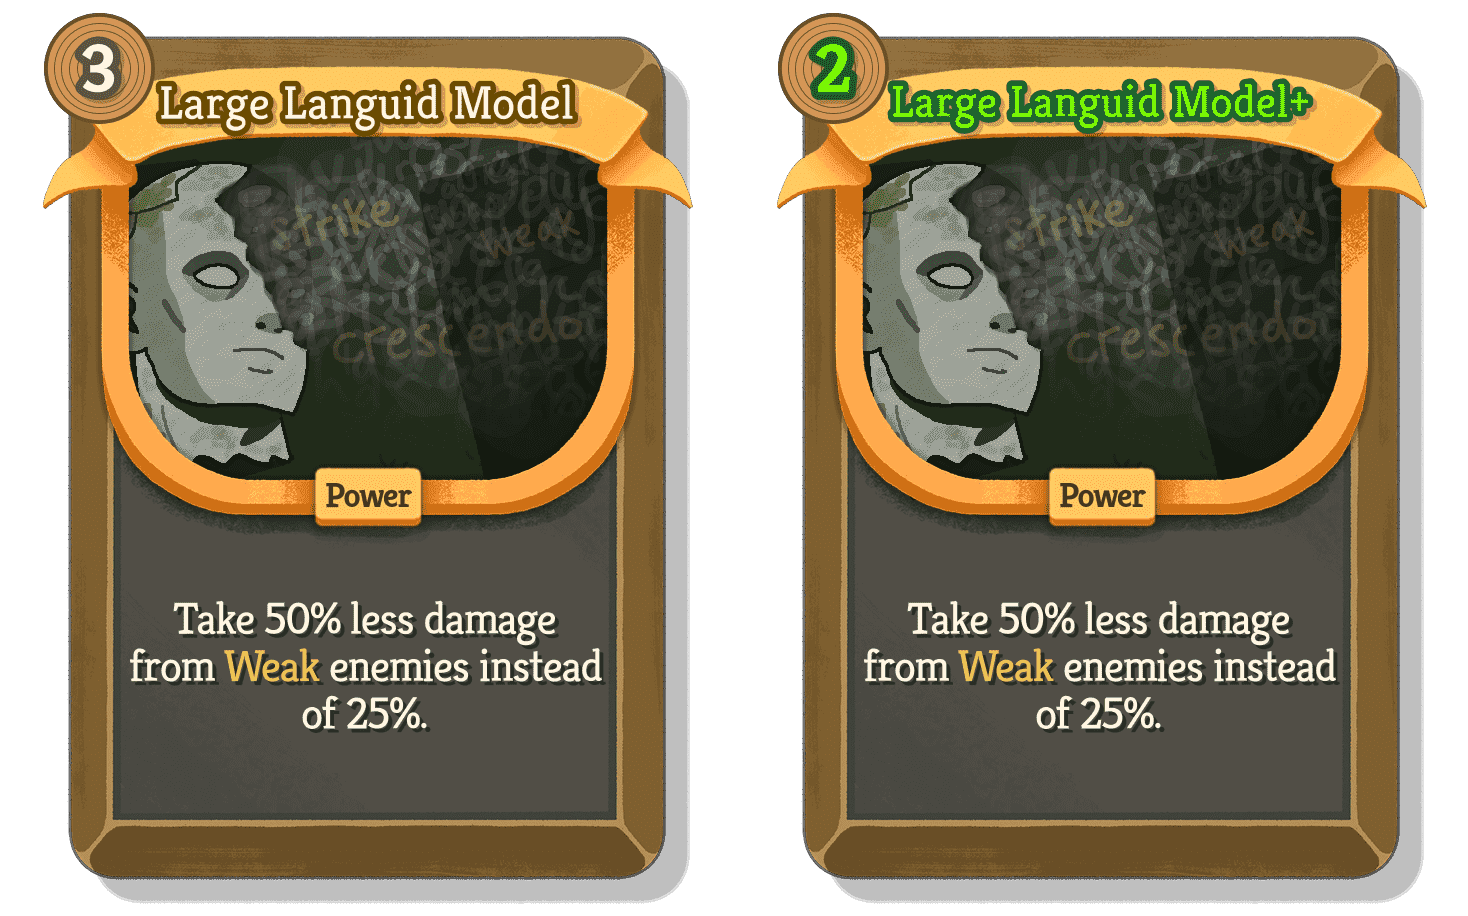 3
Large Languid Model
strike
weak
crescendo
Power
Take 50% less damage
from Weak enemies instead
of 25%.
2
Large Languid Model+
strike
weak
crescendo
Power
Take 50% less damage
from Weak enemies instead
of 25%.